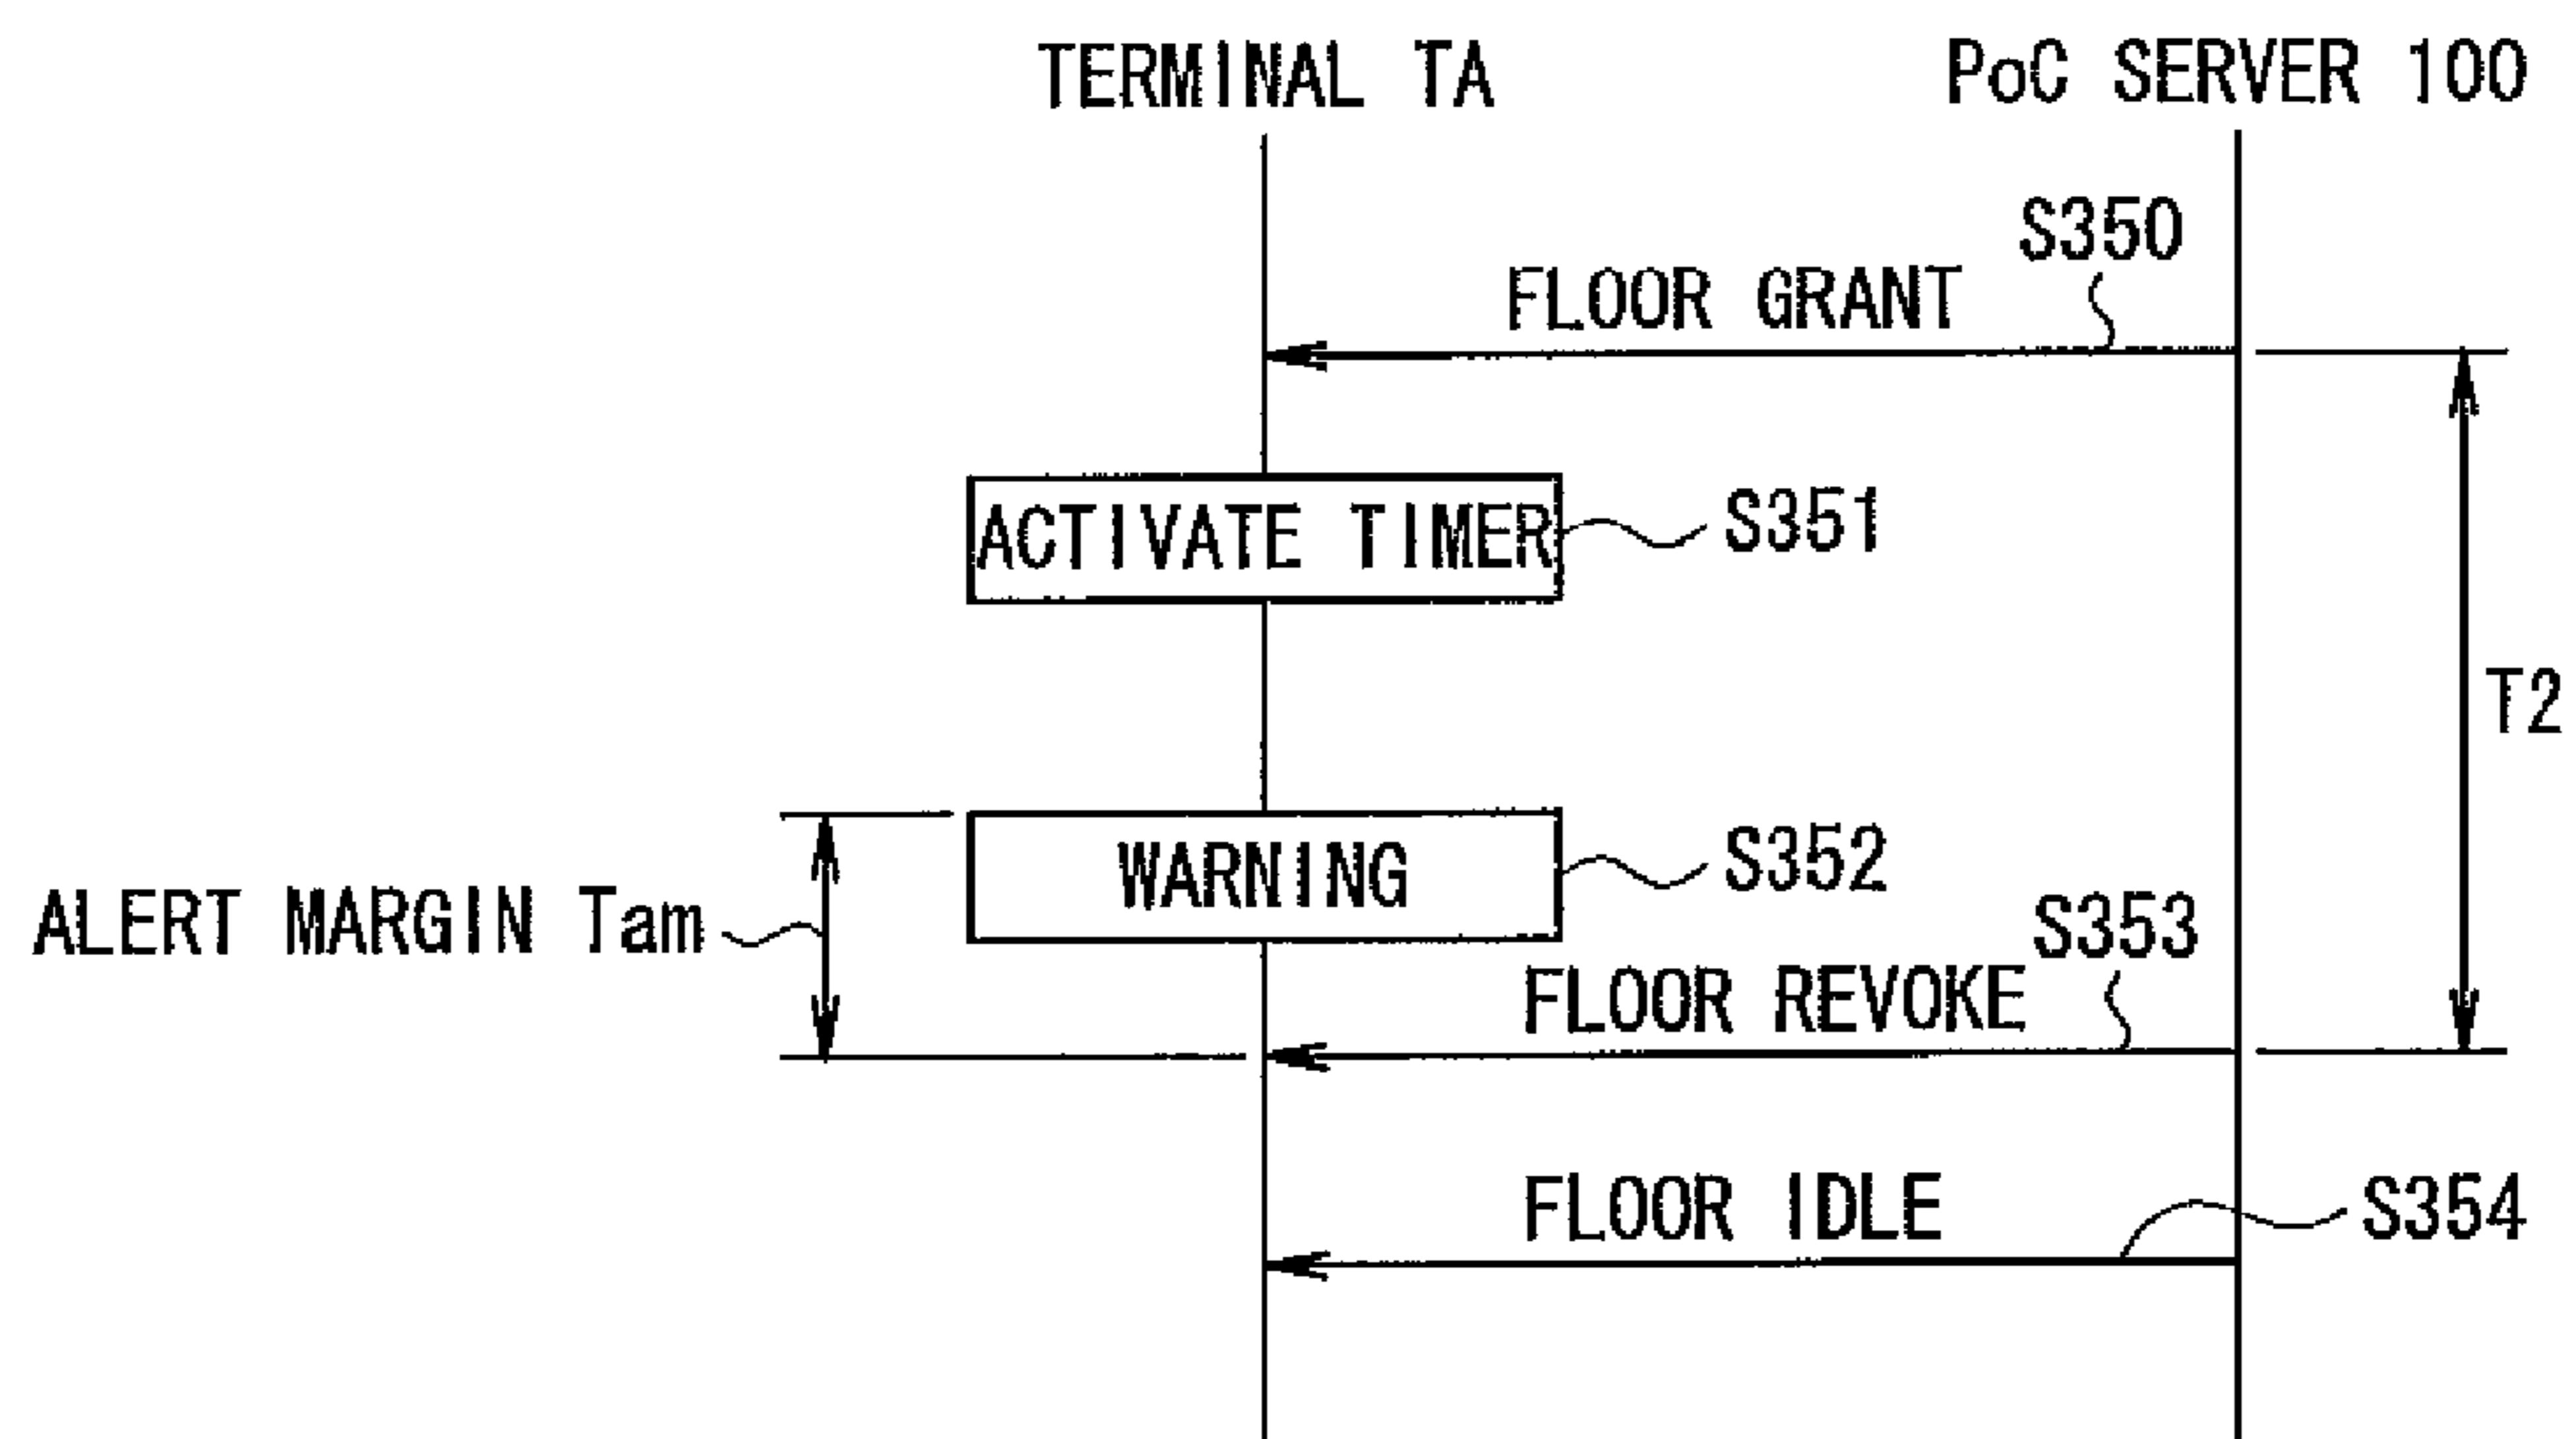 TERMINAL TA
PoC SERVER 100
S350
FLOOR GRANT
ACTIVATE TIMER
S351
T2
WARNING
S352
ALERT MARGIN Tam
S353
FLOOR REVOKE
FLOOR IDLE
S354